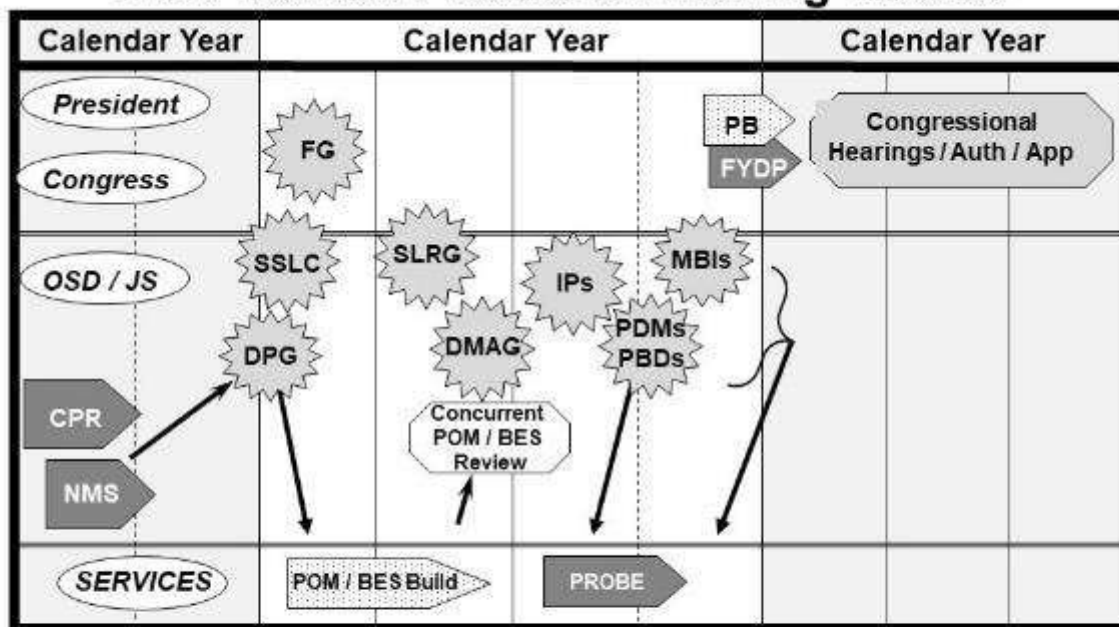 Calendar Year
Calendar Year
Calendar Year
President
FG
PB
Congressional
Hearings / Auth / App
Congress
FYDP
OSD / JS
SSLC
SLRG
IPs
MBIs
DPG
DMAG
PDMs
PBDs
CPR
Concurrent
POM / BES
Review
NMS
SERVICES
POM / BES Build
PROBE